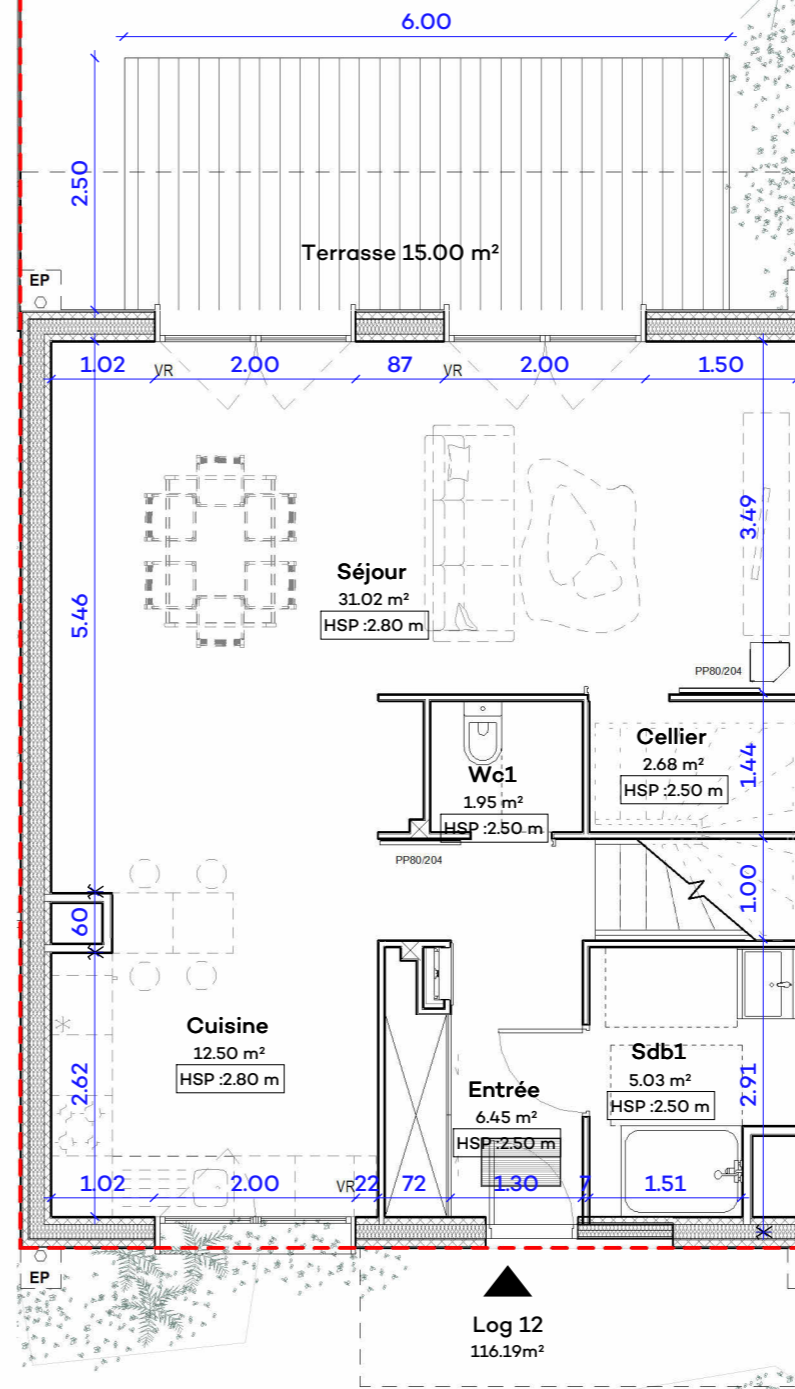 6.00
2.50
Terrasse 15.00 m²
EP
1.02
VR
2.00
87
VR
2.00
1.50
3.49
5.46
Séjour
31.02 m²
HSP :2.80 m
PP80/204
Cellier
2.68 m²
HSP :2.50 m
1.44
Wc1
1.95 m²
HSP :2.50 m
PP80/204
1.00
60
Cuisine
12.50 m²
HSP :2.80 m
2.62
Entrée
6.45 m²
HSP :2.50 m
Sdb1
5.03 m²
HSP :2.50 m
2.91
1.02
2.00
VR
22
72
1.30
7
1.51
EP
Log 12
116.19m²